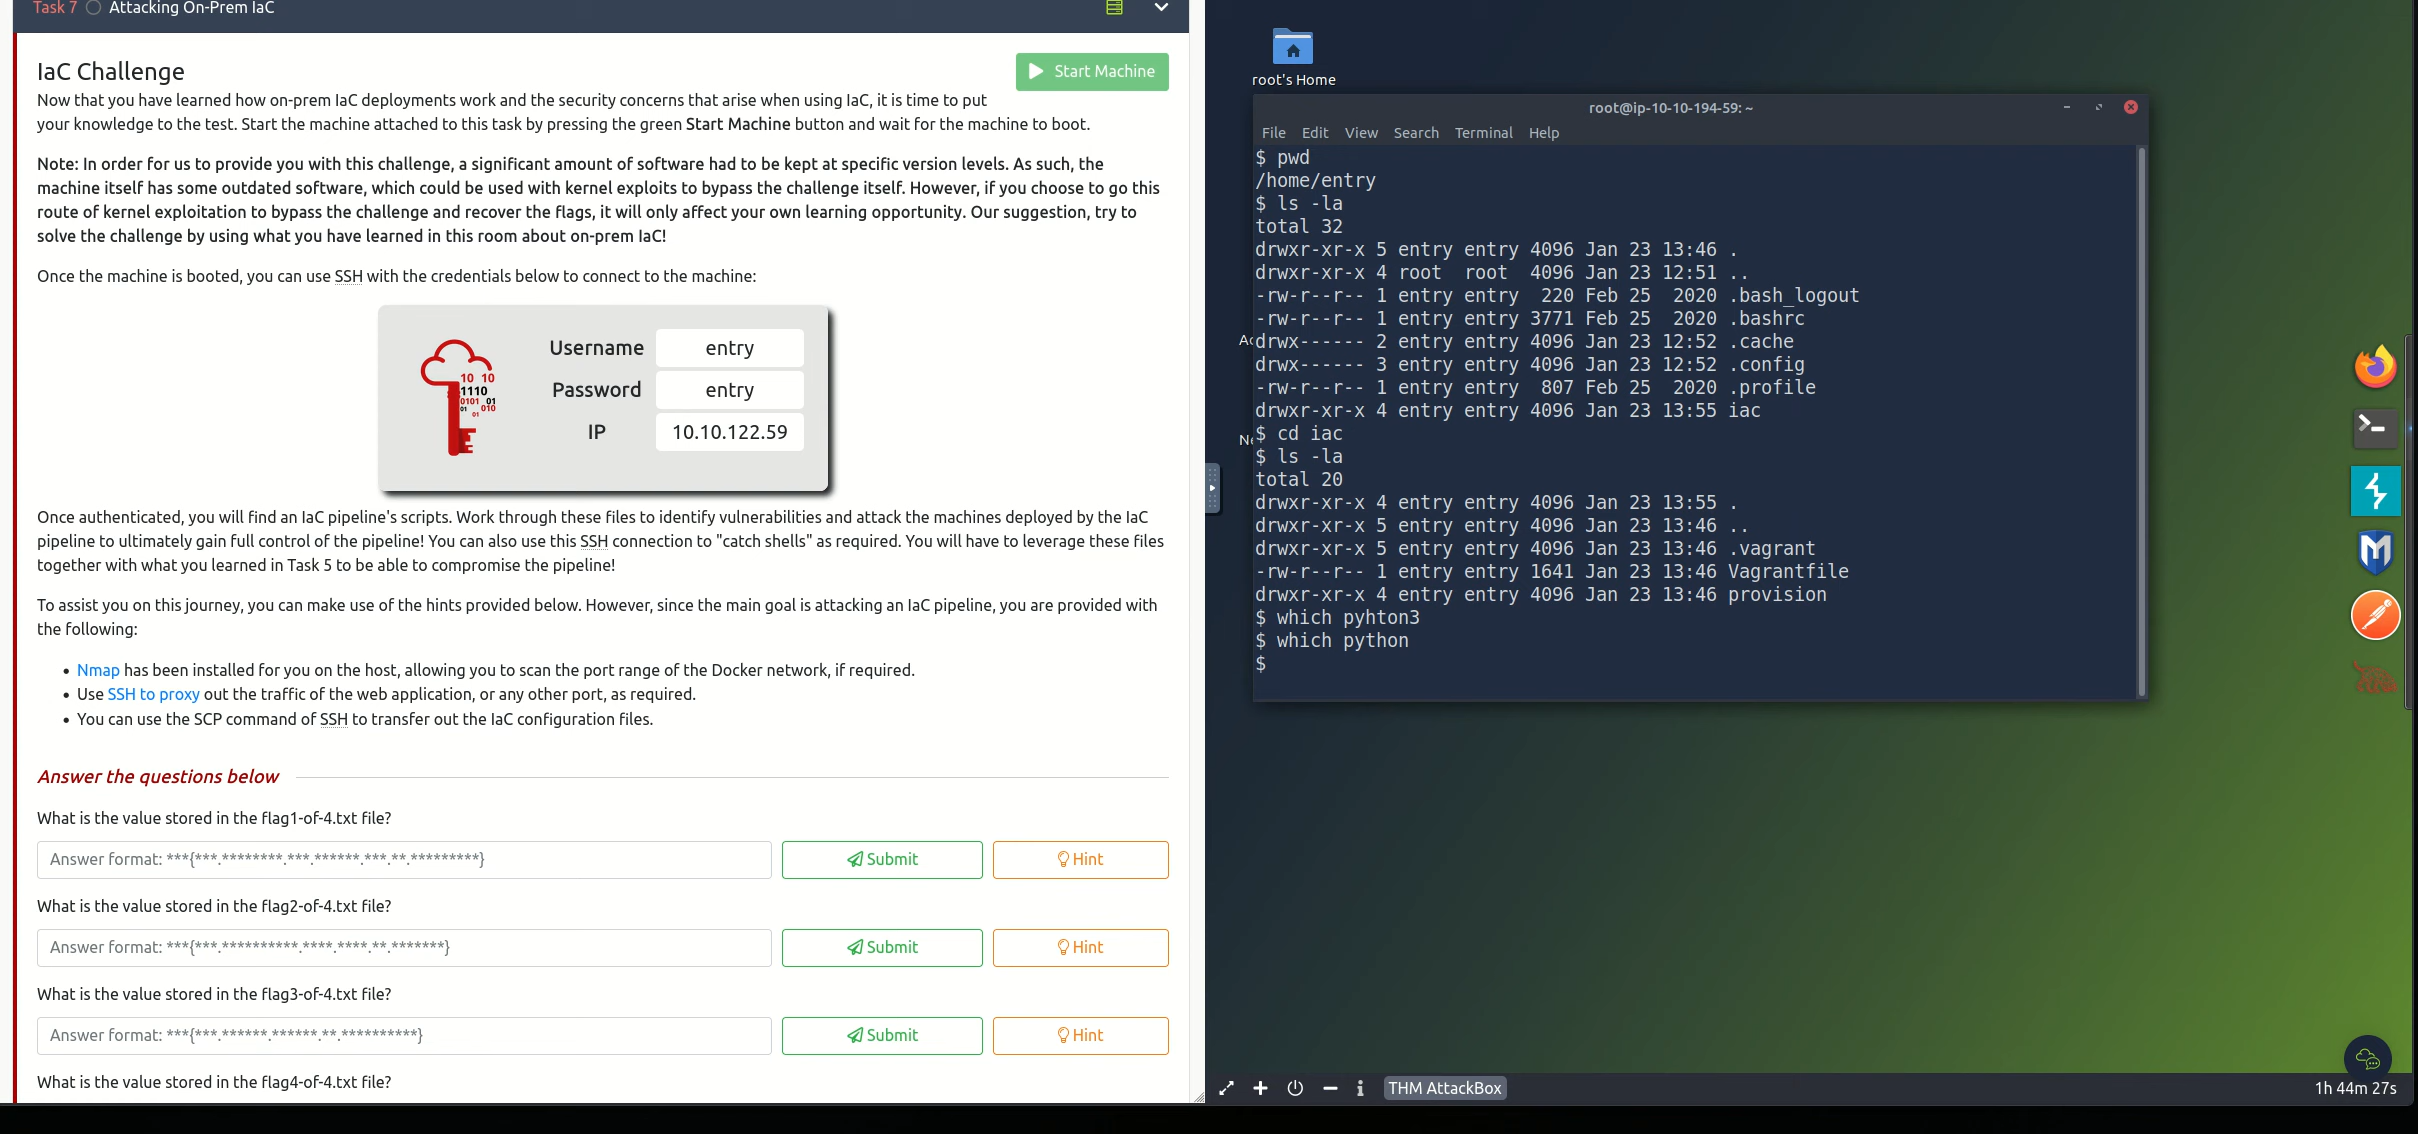 Task 7 Attacking On-Prem IaC
IaC Challenge
Start Machine
Now that you have learned how on-prem IaC deployments work and the security concerns that arise when using IaC, it is time to put
your knowledge to the test. Start the machine attached to this task by pressing the green Start Machine button and wait for the machine to boot.
Note: In order for us to provide you with this challenge, a significant amount of software had to be kept at specific version levels. As such, the
machine itself has some outdated software, which could be used with kernel exploits to bypass the challenge itself. However, if you choose to go this
route of kernel exploitation to bypass the challenge and recover the flags, it will only affect your own learning opportunity. Our suggestion, try to
solve the challenge by using what you have learned in this room about on-prem IaC!
Once the machine is booted, you can use SSH with the credentials below to connect to the machine:
10 10
1110
0101 01
01 010
01
Username entry
Password entry
IP 10.10.122.59
Once authenticated, you will find an IaC pipeline's scripts. Work through these files to identify vulnerabilities and attack the machines deployed by the IaC
pipeline to ultimately gain full control of the pipeline! You can also use this SSH connection to "catch shells" as required. You will have to leverage these files
together with what you learned in Task 5 to be able to compromise the pipeline!
To assist you on this journey, you can make use of the hints provided below. However, since the main goal is attacking an IaC pipeline, you are provided with
the following:
• Nmap has been installed for you on the host, allowing you to scan the port range of the Docker network, if required.
• Use SSH to proxy out the traffic of the web application, or any other port, as required.
• You can use the SCP command of SSH to transfer out the IaC configuration files.
Answer the questions below
What is the value stored in the flag1-of-4.txt file?
Answer format: ***{***.********.***.******.***.**.*********}
Submit
Hint
What is the value stored in the flag2-of-4.txt file?
Answer format: ***{***.**********.****.****.**.*******}
Submit
Hint
What is the value stored in the flag3-of-4.txt file?
Answer format: ***{***.******.******.**.**********}
Submit
Hint
What is the value stored in the flag4-of-4.txt file?
root's Home
Ac
Ne
root@ip-10-10-194-59: ~
File Edit View Search Terminal Help
$ pwd
/home/entry
$ ls -la
total 32
drwxr-xr-x 5 entry entry 4096 Jan 23 13:46 .
drwxr-xr-x 4 root  root  4096 Jan 23 12:51 ..
-rw-r--r-- 1 entry entry  220 Feb 25  2020 .bash_logout
-rw-r--r-- 1 entry entry 3771 Feb 25  2020 .bashrc
drwx------ 2 entry entry 4096 Jan 23 12:52 .cache
drwx------ 3 entry entry 4096 Jan 23 12:52 .config
-rw-r--r-- 1 entry entry  807 Feb 25  2020 .profile
drwxr-xr-x 4 entry entry 4096 Jan 23 13:55 iac
$ cd iac
$ ls -la
total 20
drwxr-xr-x 4 entry entry 4096 Jan 23 13:55 .
drwxr-xr-x 5 entry entry 4096 Jan 23 13:46 ..
drwxr-xr-x 5 entry entry 4096 Jan 23 13:46 .vagrant
-rw-r--r-- 1 entry entry 1641 Jan 23 13:46 Vagrantfile
drwxr-xr-x 4 entry entry 4096 Jan 23 13:46 provision
$ which pyhton3
$ which python
$
THM AttackBox
1h 44m 27s